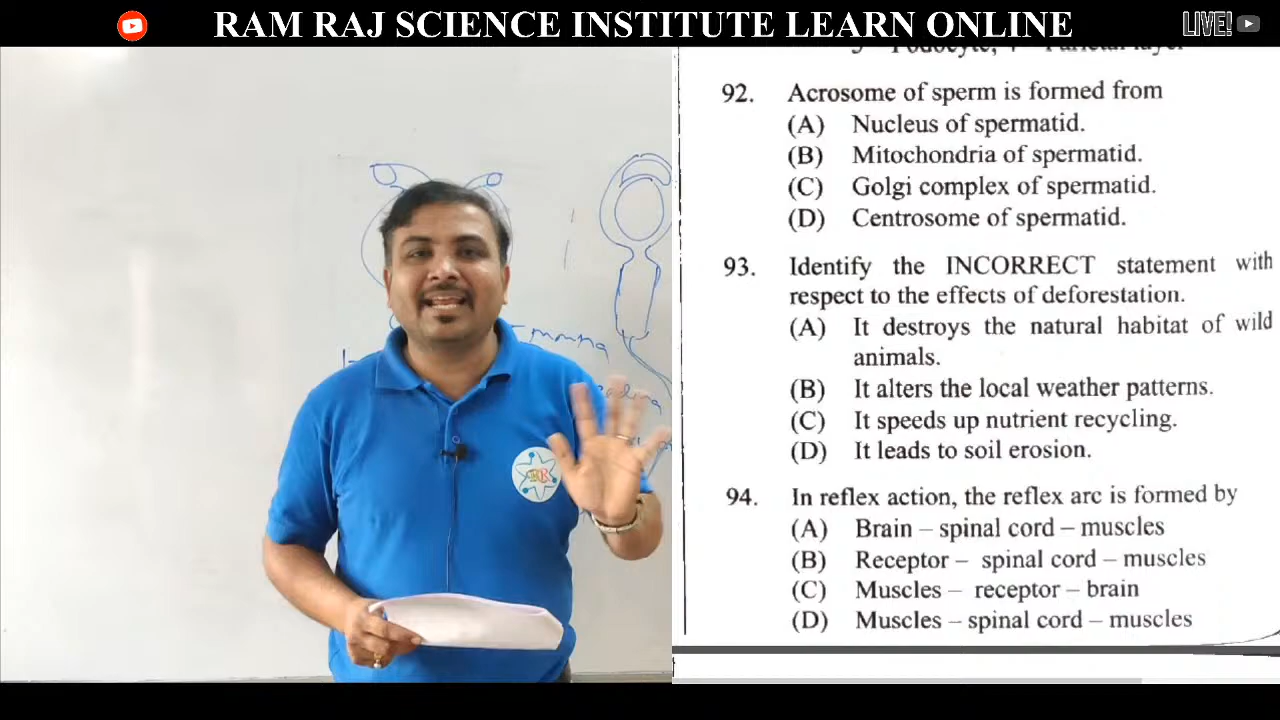 RAM RAJ SCIENCE INSTITUTE LEARN ONLINE
LIVE!
92. Acrosome of sperm is formed from
(A) Nucleus of spermatid.
(B) Mitochondria of spermatid.
(C) Golgi complex of spermatid.
(D) Centrosome of spermatid.
93. Identify the INCORRECT statement with
respect to the effects of deforestation.
(A) It destroys the natural habitat of wild
animals.
(B) It alters the local weather patterns.
(C) It speeds up nutrient recycling.
(D) It leads to soil erosion.
94. In reflex action, the reflex arc is formed by
(A) Brain – spinal cord – muscles
(B) Receptor – spinal cord – muscles
(C) Muscles – receptor – brain
(D) Muscles – spinal cord – muscles
RR